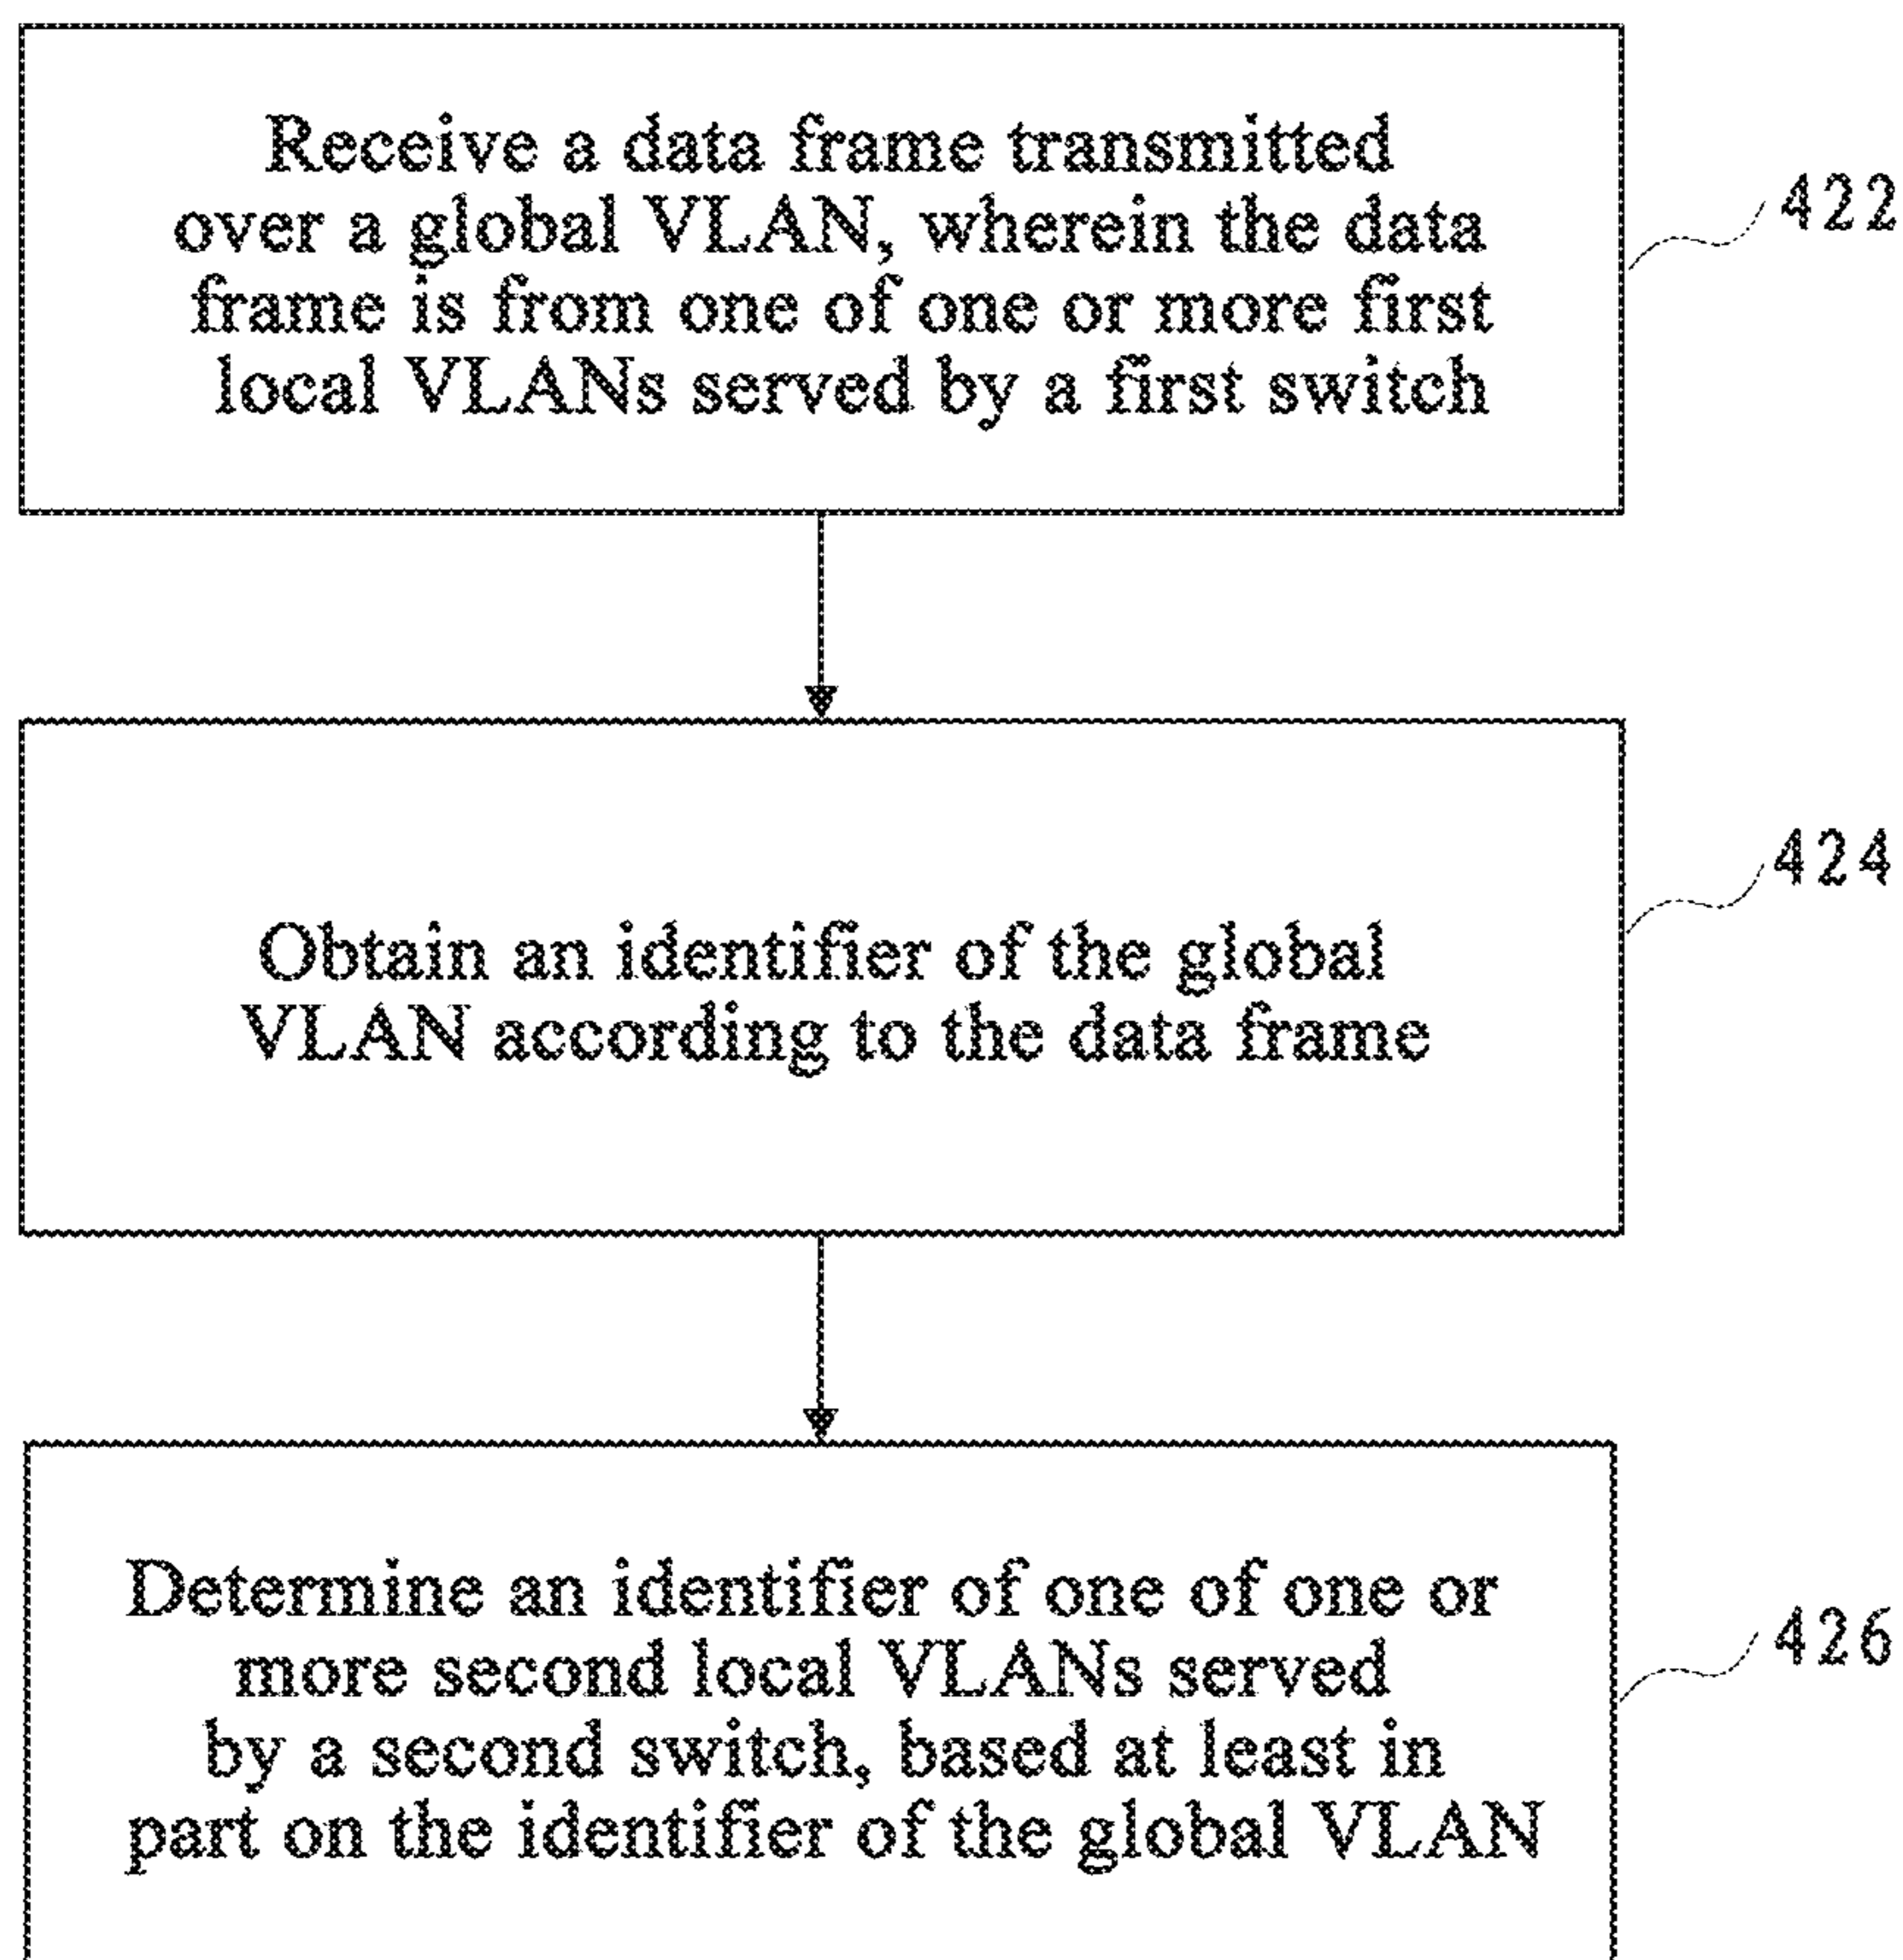 Receive a data frame transmitted
over a global VLAN, wherein the data
frame is from one of one or more first
local VLANs served by a first switch
422
Obtain an identifier of the global
VLAN according to the data frame
424
Determine an identifier of one of one or
more second local VLANs served
by a second switch, based at least in
part on the identifier of the global VLAN
426